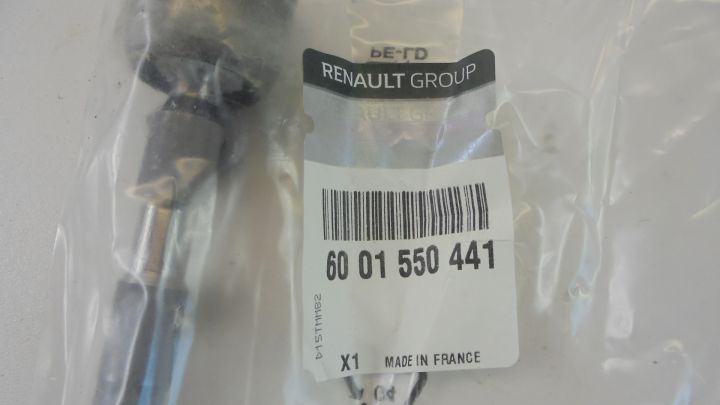 PE-LD
RENAULT GROUP
60 01 550 441
X1 MADE IN FRANCE